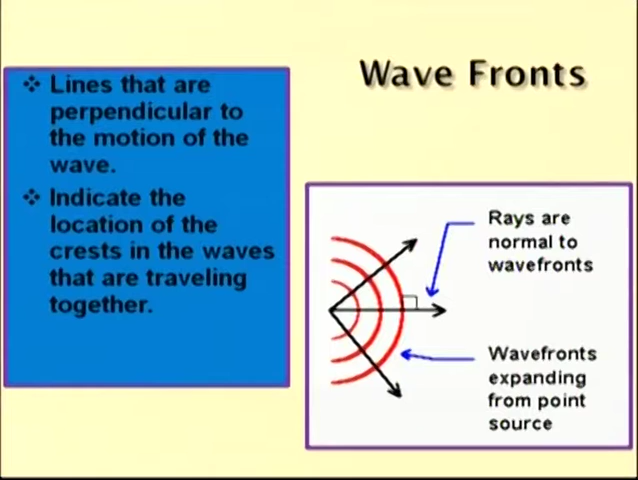 Wave Fronts
❖ Lines that are
perpendicular to
the motion of the
wave.
❖ Indicate the
location of the
crests in the waves
that are traveling
together.
Rays are
normal to
wavefronts
Wavefronts
expanding
from point
source